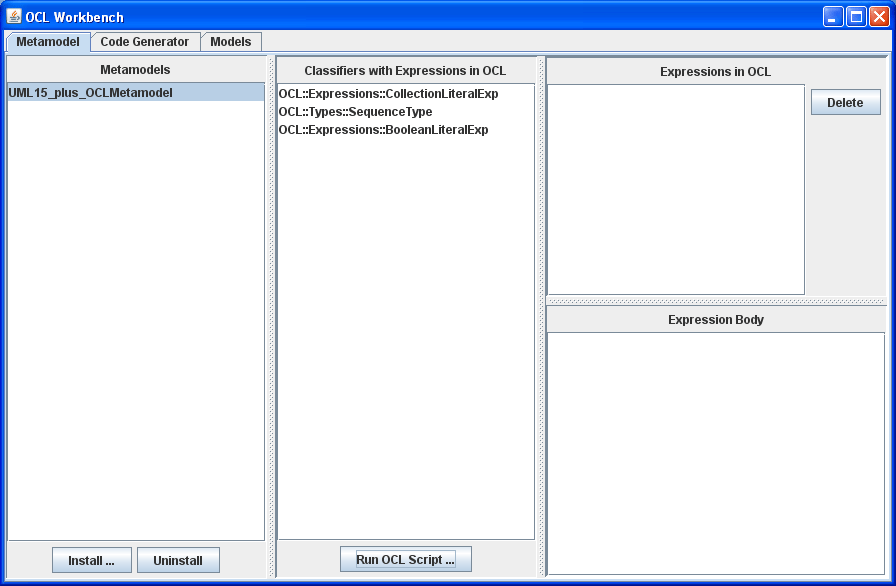 OCL Workbench
Metamodel Code Generator Models
Metamodels
UML15_plus_OCLMetamodel
Install ... Uninstall
Classifiers with Expressions in OCL
OCL::Expressions::CollectionLiteralExp
OCL::Types::SequenceType
OCL::Expressions::BooleanLiteralExp
Run OCL Script ...
Expressions in OCL
Delete
Expression Body